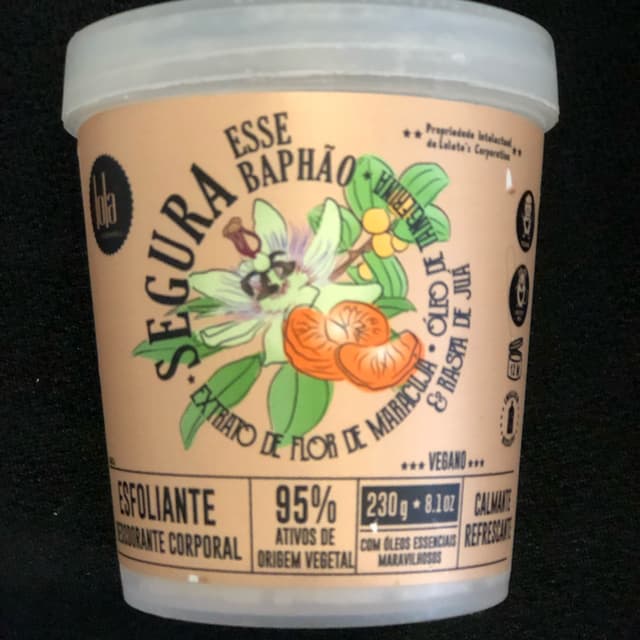 lola
SEGURA
ESSE
BAPHÃO
** Propriedade Intelectual
da Lolata's Corporation **
* EXTRATO DE FLOR DE MARACUJÁ • ÓLEO DE TANGERINA *
& RASPA DE JUÁ
*** VEGANO ***
ESFOLIANTE
DESODORANTE CORPORAL
95%
ATIVOS DE
ORIGEM VEGETAL
230g * 8.1oz
COM ÓLEOS ESSENCIAIS
MARAVILHOSOS
CALMANTE
REFRESCANTE